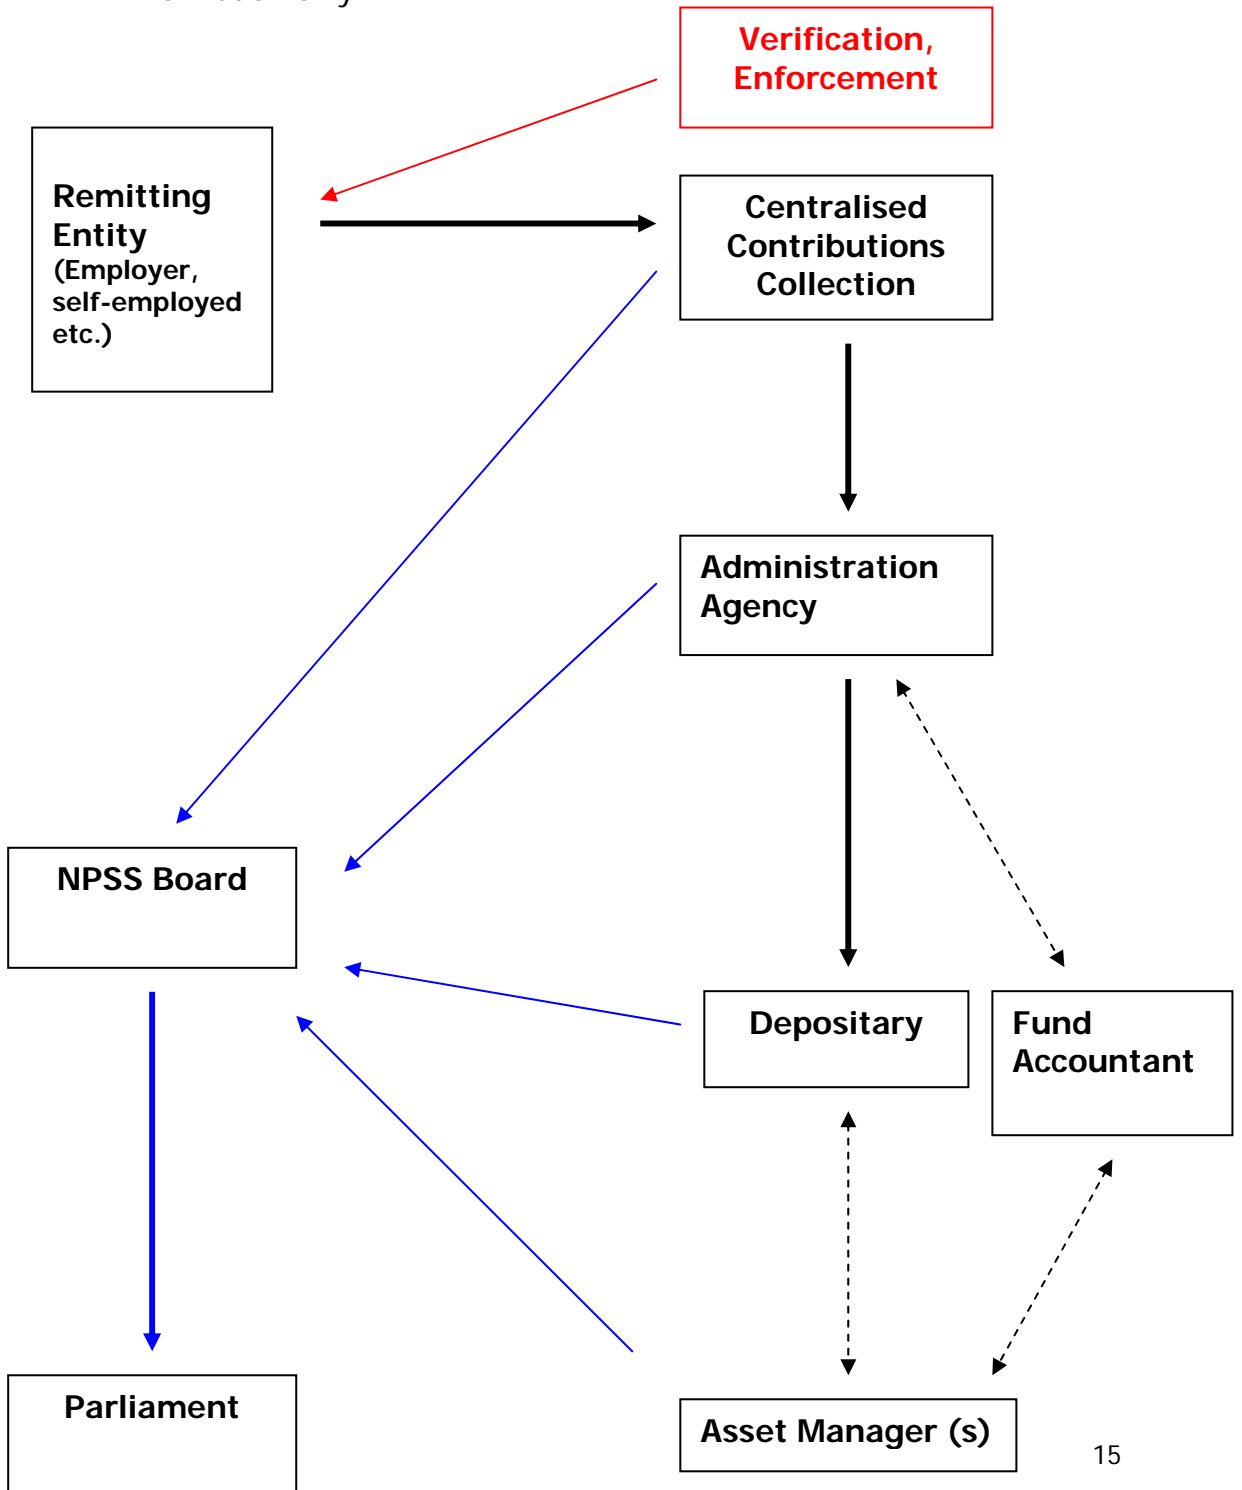 Verification,
Enforcement
Remitting
Entity
(Employer,
self-employed
etc.)
Centralised
Contributions
Collection
Administration
Agency
NPSS Board
Depositary
Fund
Accountant
Parliament
Asset Manager (s)
15